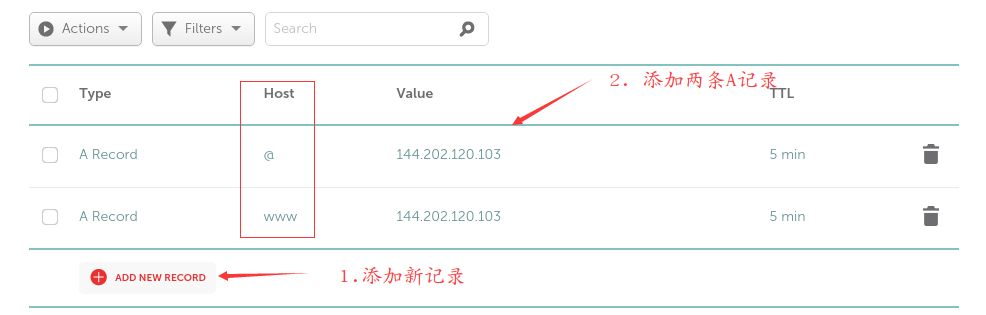 Actions Filters Search
2. 添加两条A记录
Type Host Value TTL
A Record @ 144.202.120.103 5 min
A Record www 144.202.120.103 5 min
ADD NEW RECORD 1.添加新记录